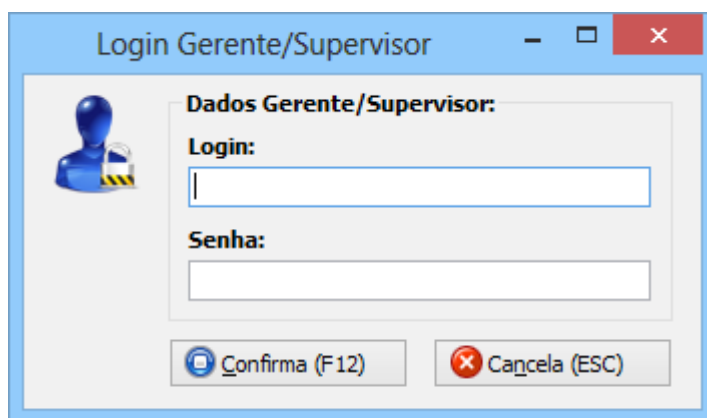 Login Gerente/Supervisor
Dados Gerente/Supervisor:
Login:
Senha:
Confirma (F12) Cancela (ESC)